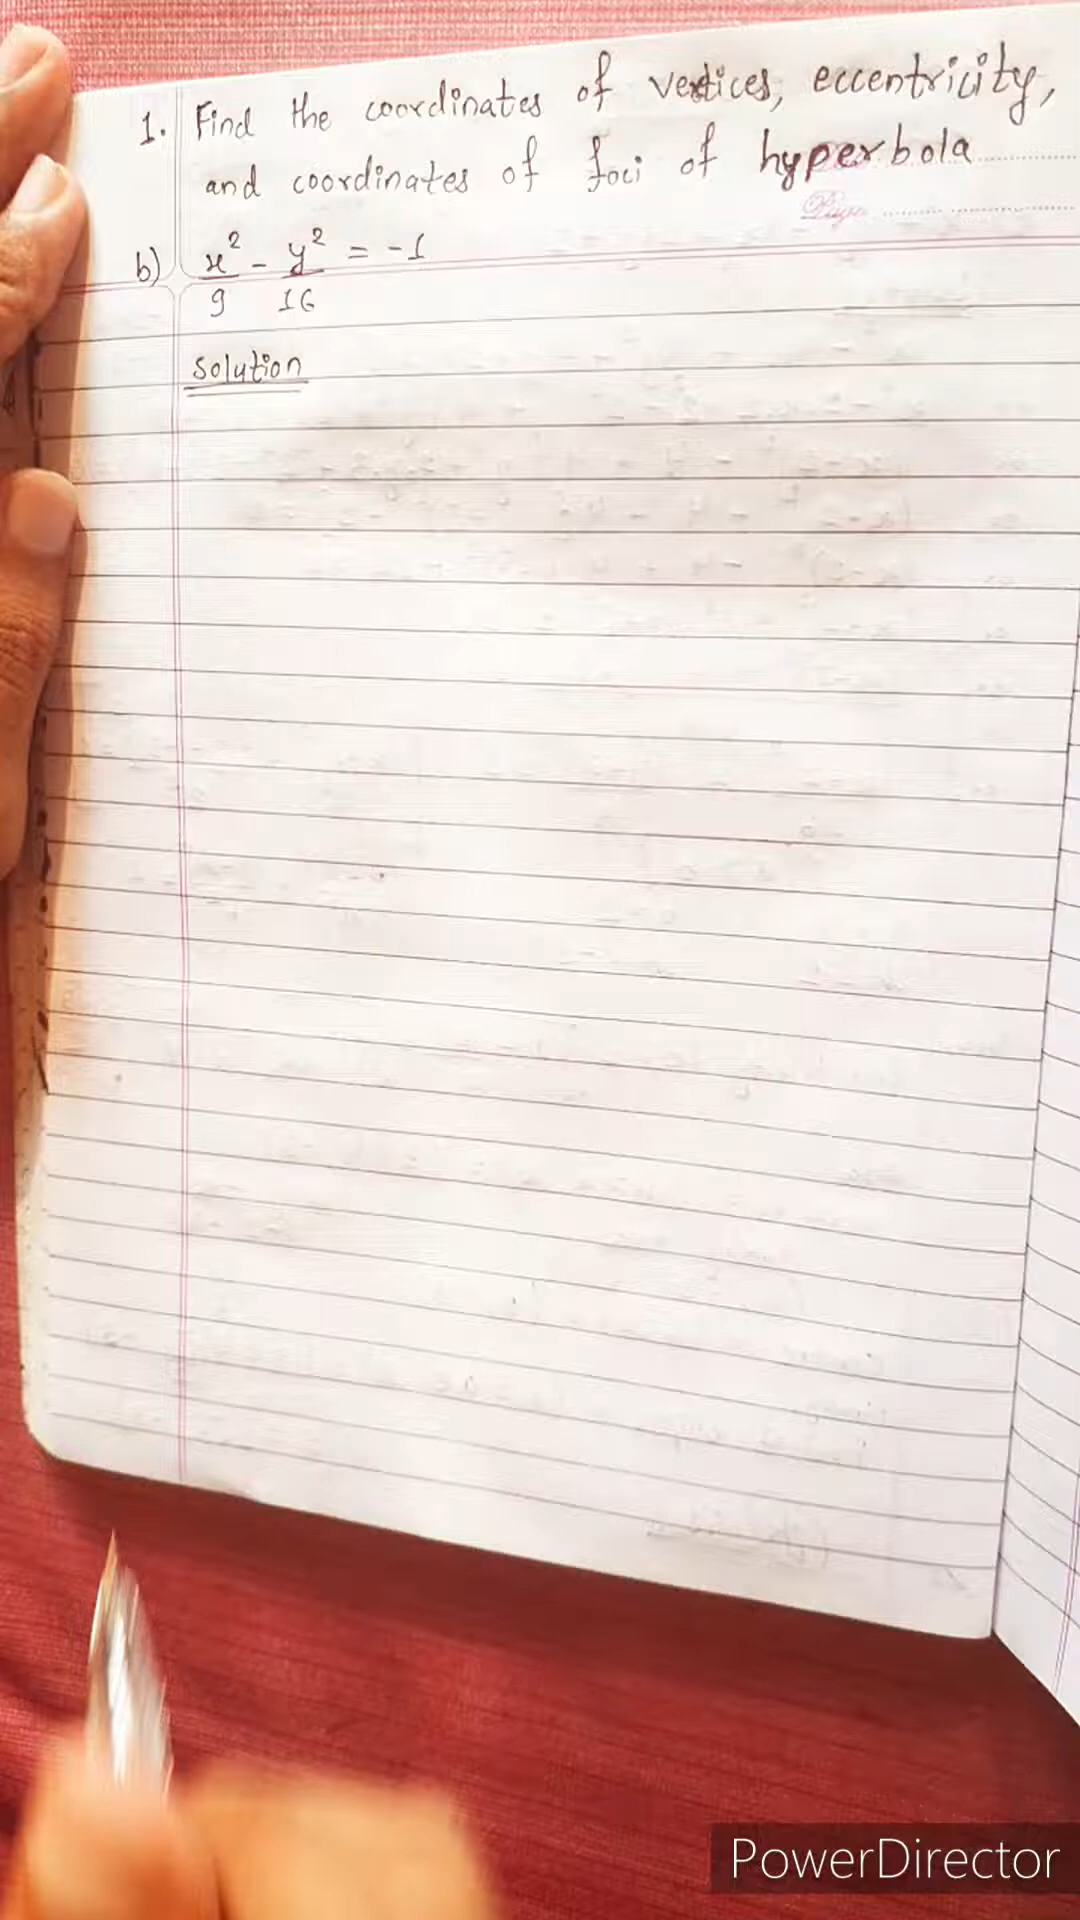 1. Find the coordinates of vertices, eccentricity,
and coordinates of foci of hyperbola
Page
b) x²/9 - y²/16 = -1
Solution
PowerDirector